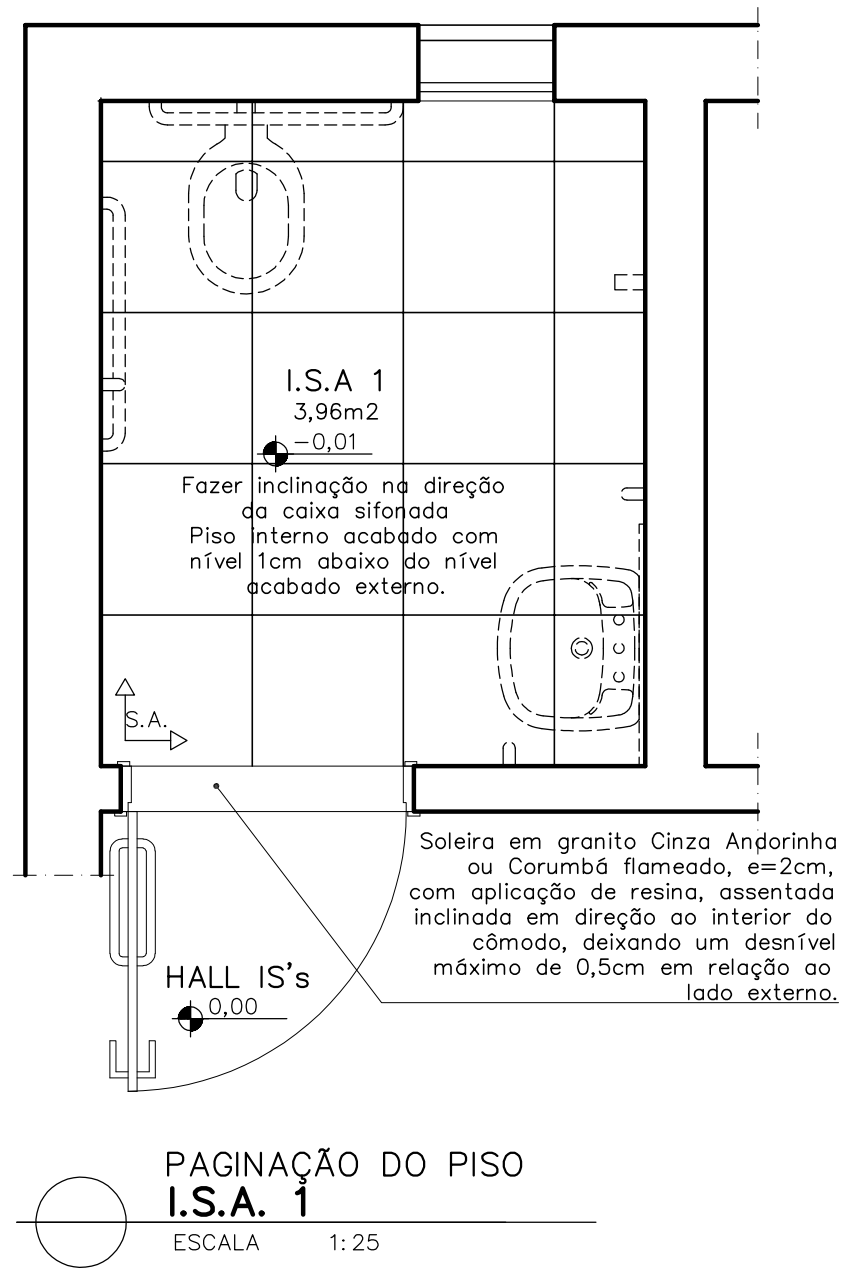 I.S.A 1
3,96m2
-0,01
Fazer inclinação na direção
da caixa sifonada
Piso interno acabado com
nível 1cm abaixo do nível
acabado externo.
S.A.
Soleira em granito Cinza Andorinha
ou Corumbá flameado, e=2cm,
com aplicação de resina, assentada
inclinada em direção ao interior do
cômodo, deixando um desnível
máximo de 0,5cm em relação ao
lado externo.
HALL IS's
0,00
PAGINAÇÃO DO PISO
I.S.A. 1
ESCALA 1:25